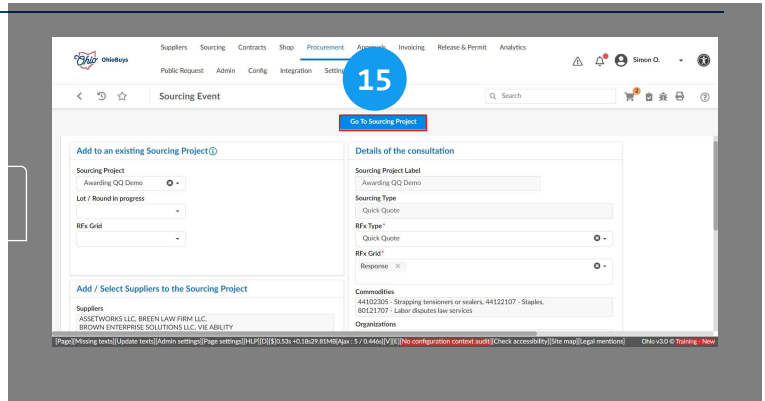 Suppliers Sourcing Contracts Shop Procurement Approvals Invoicing Release & Permit Analytics
Ohio OhioBuys
Simon O.
Public Request Admin Config Integration Setting
15
Sourcing Event
Search
2
Go To Sourcing Project
Add to an existing Sourcing Project
Details of the consultation
Sourcing Project
Sourcing Project Label
Awarding QQ Demo
Awarding QQ Demo
Lot / Round in progress
Sourcing Type
Quick Quote
RFx Grid
RFx Type*
Quick Quote
RFx Grid*
Response ×
Add / Select Suppliers to the Sourcing Project
Commodities
44102305 - Strapping tensioners or sealers, 44122107 - Staples,
80121707 - Labor disputes law services
Suppliers
ASSETWORKS LLC, BREEN LAW FIRM LLC,
BROWN ENTERPRISE SOLUTIONS LLC, VIE ABILITY
Organizations
[Page][Missing texts][Update texts][Admin settings][Page settings][HLP][D][$]0.53s +0.18s29.81MB[Ajax : 5 / 0.446s][V][E][No configuration context audit][Check accessibility][Site map][Legal mentions] Ohio v3.0 © Training - New